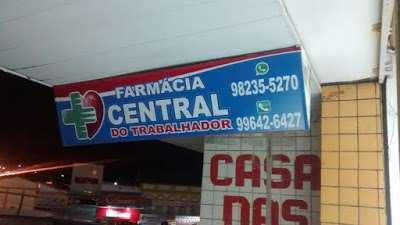 FARMÁCIA
CENTRAL
DO TRABALHADOR
98235-5270
99642-6427
CASA
DAS